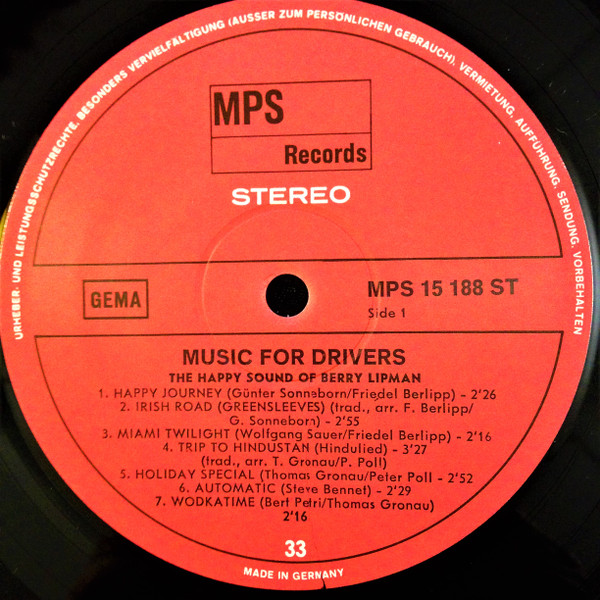 URHEBER- UND LEISTUNGSSCHUTZRECHTE, BESONDERS VERVIELFÄLTIGUNG (AUSSER ZUM PERSÖNLICHEN GEBRAUCH), VERMIETUNG, AUFFÜHRUNG, SENDUNG, VORBEHALTEN
MPS
Records
STEREO
GEMA
MPS 15 188 ST
Side 1
MUSIC FOR DRIVERS
THE HAPPY SOUND OF BERRY LIPMAN
1. HAPPY JOURNEY (Günter Sonneborn/Friedel Berlipp) - 2'26
2. IRISH ROAD (GREENSLEEVES) (trad., arr. F. Berlipp/
G. Sonneborn) - 2'55
3. MIAMI TWILIGHT (Wolfgang Sauer/Friedel Berlipp) - 2'16
4. TRIP TO HINDUSTAN (Hindulied) - 3'27
(trad., arr. T. Gronau/P. Poll)
5. HOLIDAY SPECIAL (Thomas Gronau/Peter Poll - 2'52
6. AUTOMATIC (Steve Bennet) - 2'29
7. WODKATIME (Bert Petri/Thomas Gronau)
2'16
33
MADE IN GERMANY